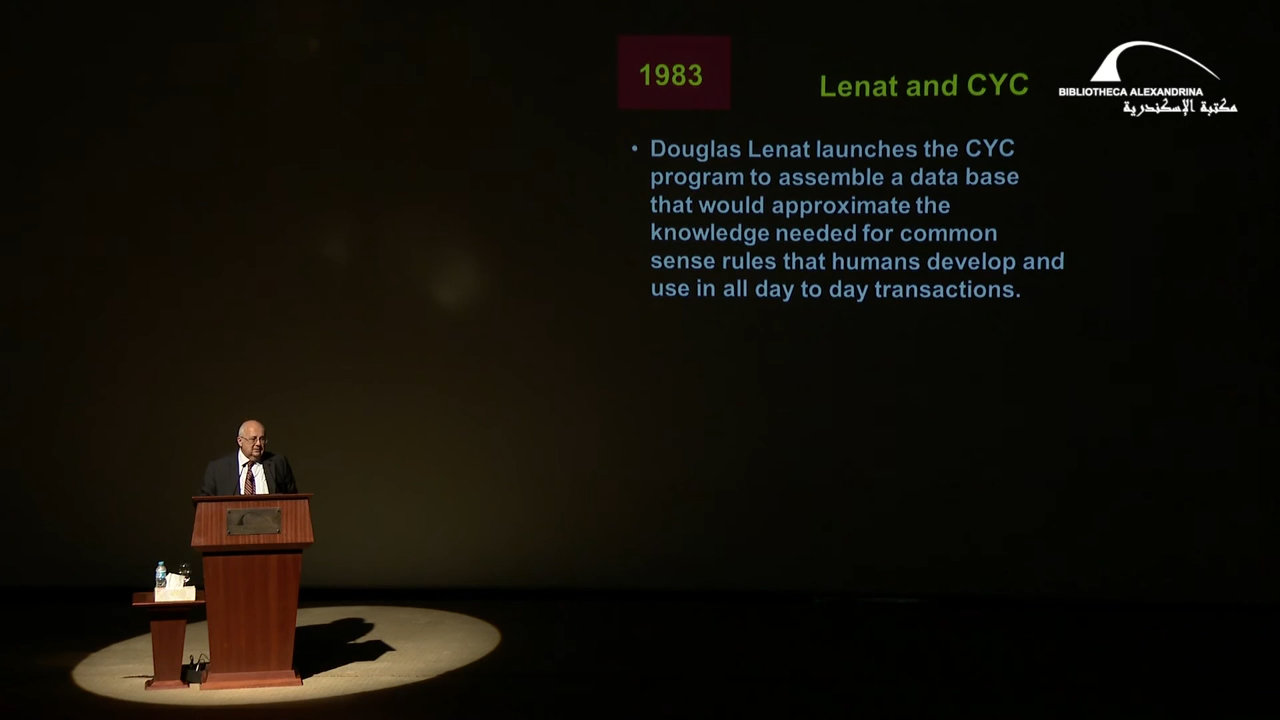 1983
Lenat and CYC
BIBLIOTHECA ALEXANDRINA
مكتبة الإسكندرية
• Douglas Lenat launches the CYC
program to assemble a data base
that would approximate the
knowledge needed for common
sense rules that humans develop and
use in all day to day transactions.